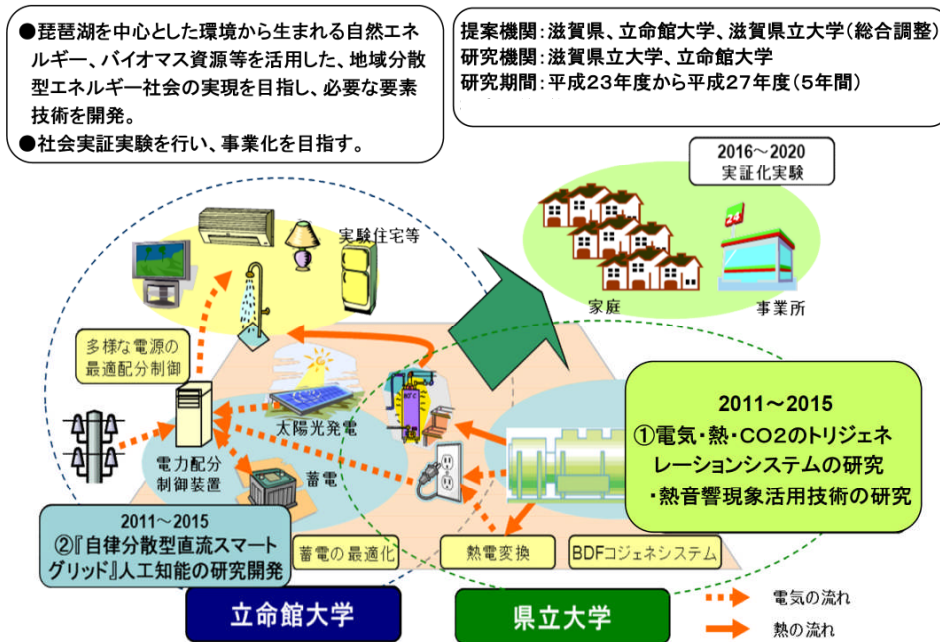 ●琵琶湖を中心とした環境から生まれる自然エネ
ルギー、バイオマス資源等を活用した、地域分散
型エネルギー社会の実現を目指し、必要な要素
技術を開発。
●社会実証実験を行い、事業化を目指す。
提案機関：滋賀県、立命館大学、滋賀県立大学（総合調整）
研究機関：滋賀県立大学、立命館大学
研究期間：平成２３年度から平成２７年度（５年間）
2016～2020
実証化実験
実験住宅等
家庭
事業所
多様な電源の
最適配分制御
太陽光発電
電力配分
制御装置
蓄電
2011～2015
①電気・熱・CO2のトリジェネ
レーションシステムの研究
・熱音響現象活用技術の研究
2011～2015
②『自律分散型直流スマート
グリッド』人工知能の研究開発
蓄電の最適化
熱電変換
BDFコジェネシステム
立命館大学
県立大学
電気の流れ
熱の流れ